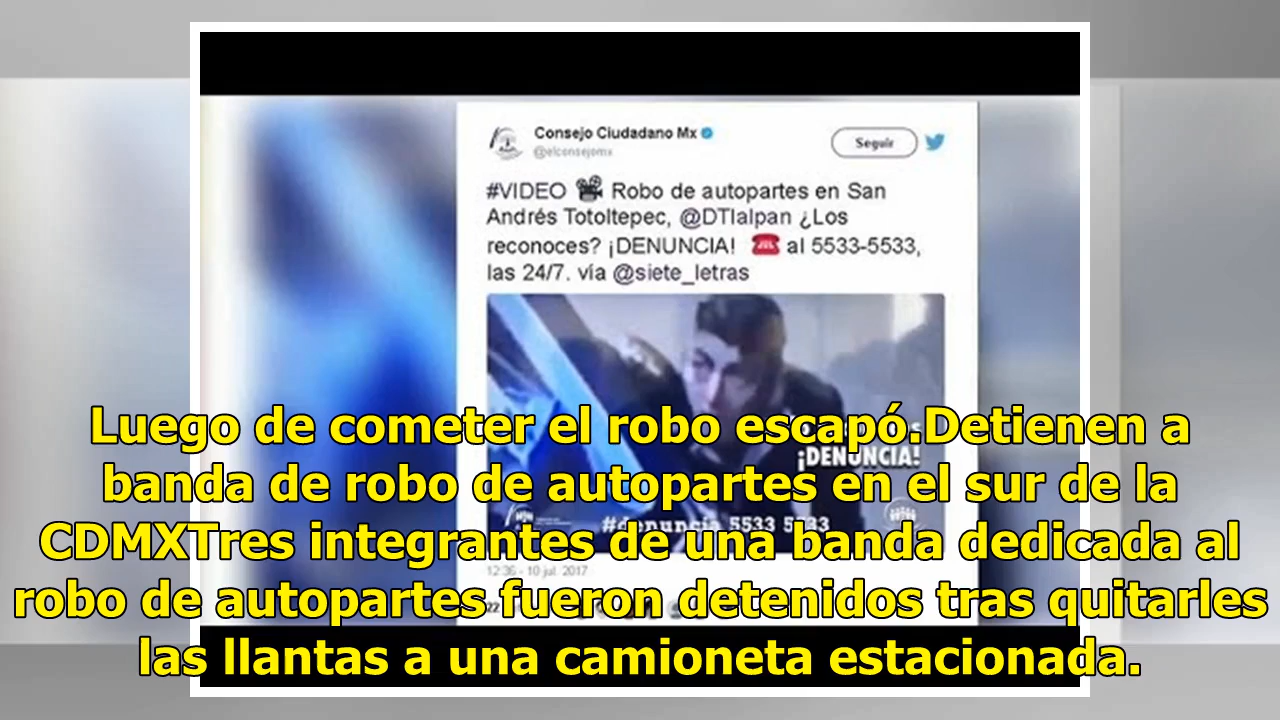 Consejo Ciudadano Mx
@elconsejomx
Seguir
#VIDEO 🎥 Robo de autopartes en San
Andrés Totoltepec, @DTlalpan ¿Los
reconoces? ¡DENUNCIA! ☎ al 5533-5533,
las 24/7. vía @siete_letras
¡DENUNCIA!
#denuncia 5533 5533
12:36 - 10 jul. 2017
Luego de cometer el robo escapó.Detienen a
banda de robo de autopartes en el sur de la
CDMXTres integrantes de una banda dedicada al
robo de autopartes fueron detenidos tras quitarles
las llantas a una camioneta estacionada.